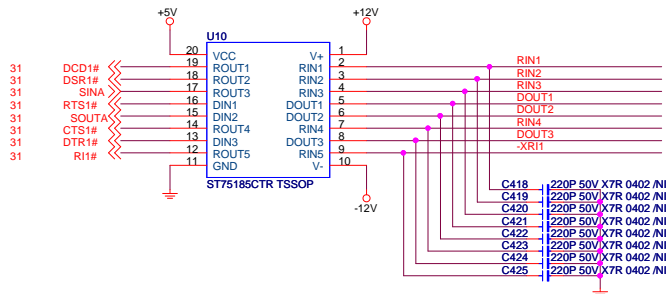 +5V +12V
U10
20 VCC V+ 1
31 DCD1# 19 ROUT1 RIN1 2 RIN1
31 DSR1# 18 ROUT2 RIN2 3 RIN2
31 SINA 17 ROUT3 RIN3 4 RIN3
31 RTS1# 16 DIN1 DOUT1 5 DOUT1
31 SOUTA 15 DIN2 DOUT2 6 DOUT2
31 CTS1# 14 ROUT4 RIN4 7 RIN4
31 DTR1# 13 DIN3 DOUT3 8 DOUT3
31 RI1# 12 ROUT5 RIN5 9 -XRI1
11 GND V- 10
ST75185CTR TSSOP
-12V
C418 220P 50V X7R 0402 /NI
C419 220P 50V X7R 0402 /NI
C420 220P 50V X7R 0402 /NI
C421 220P 50V X7R 0402 /NI
C422 220P 50V X7R 0402 /NI
C423 220P 50V X7R 0402 /NI
C424 220P 50V X7R 0402 /NI
C425 220P 50V X7R 0402 /NI